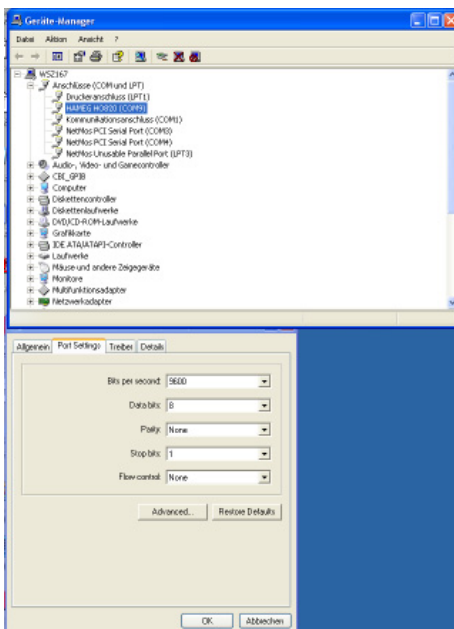 Geräte-Manager
Datei Aktion Ansicht ?
WS2167
Anschlüsse (COM und LPT)
Druckeranschluss (LPT1)
HAMEG HO820 (COM9)
Kommunikationsanschluss (COM1)
NetMos PCI Serial Port (COM3)
NetMos PCI Serial Port (COM4)
NetMos Unusable Parallel Port (LPT3)
Audio-, Video- und Gamecontroller
CEC_GPIB
Computer
Diskettencontroller
Diskettenlaufwerke
DVD/CD-ROM-Laufwerke
Grafikkarte
IDE ATA/ATAPI-Controller
Laufwerke
Mäuse und andere Zeigegeräte
Monitore
Multifunktionsadapter
Netzwerkadapter
Allgemein Port Settings Treiber Details
Bits per second: 9600
Data bits: 8
Parity: None
Stop bits: 1
Flow control: None
Advanced... Restore Defaults
OK Abbrechen